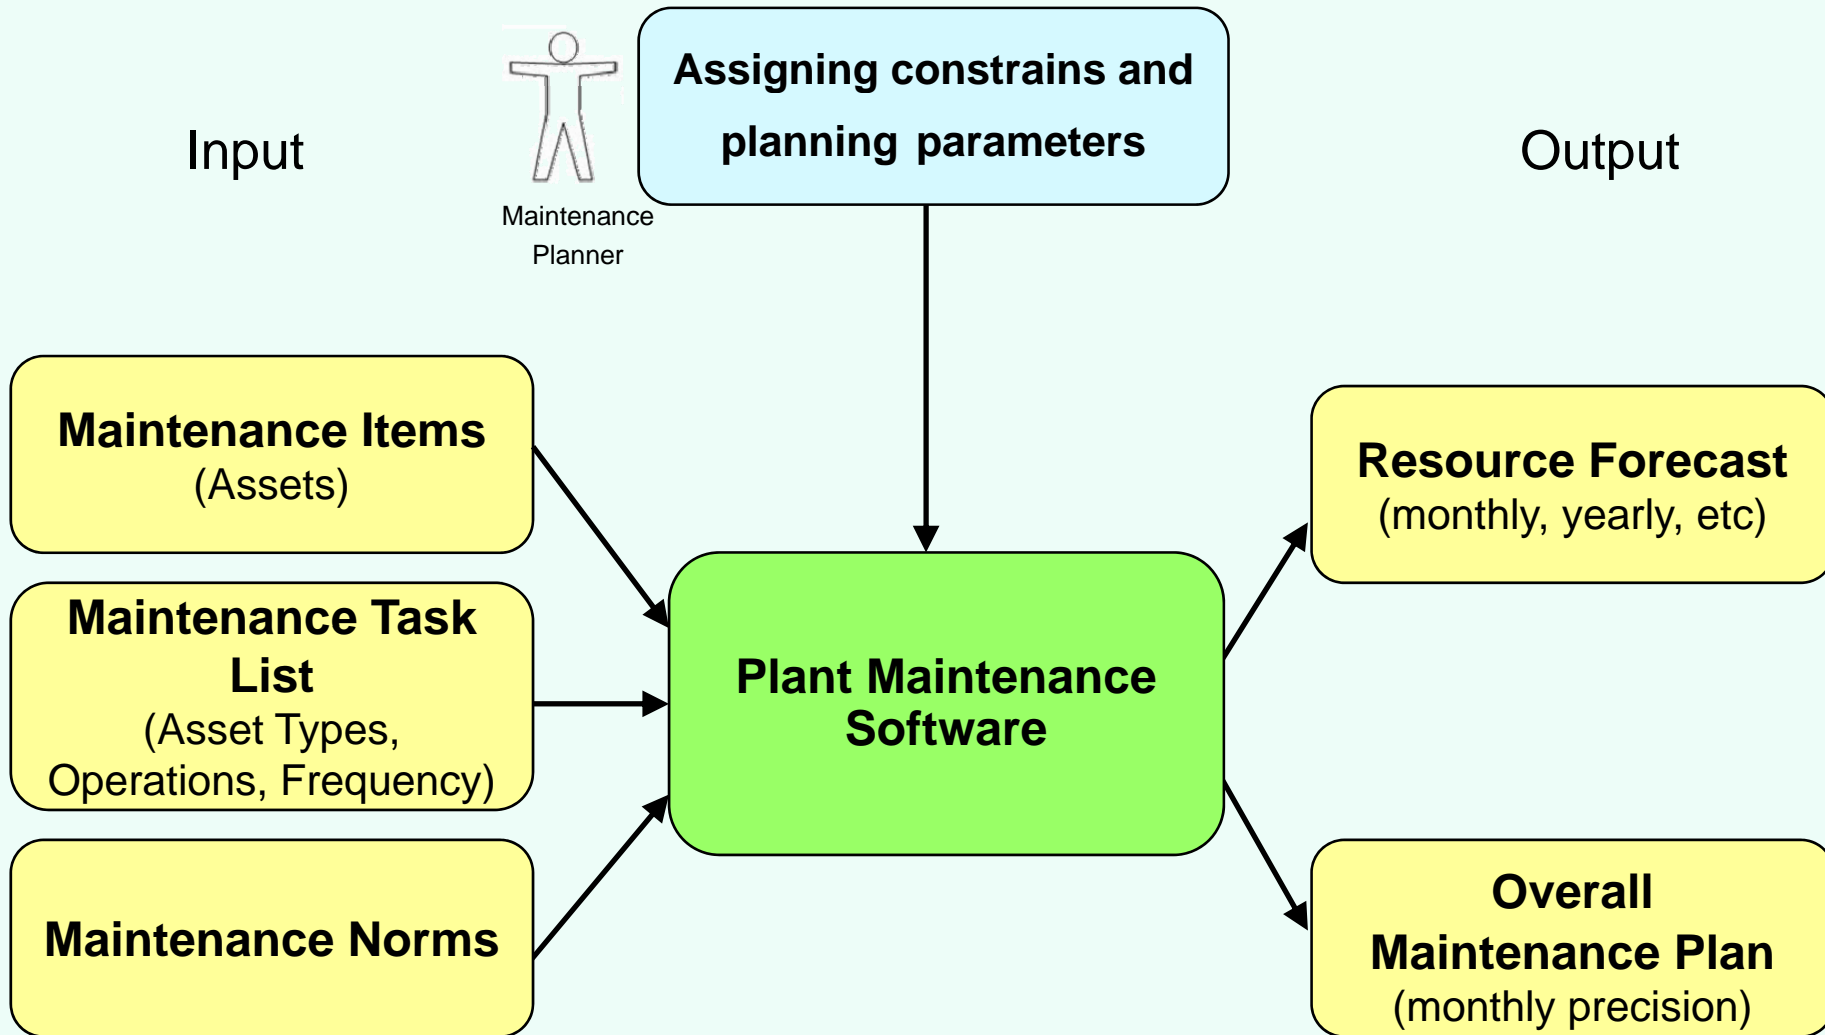 Assigning constrains and
planning parameters
Input
Output
Maintenance
Planner
Maintenance Items
(Assets)
Maintenance Task
List
(Asset Types,
Operations, Frequency)
Maintenance Norms
Plant Maintenance
Software
Resource Forecast
(monthly, yearly, etc)
Overall
Maintenance Plan
(monthly precision)